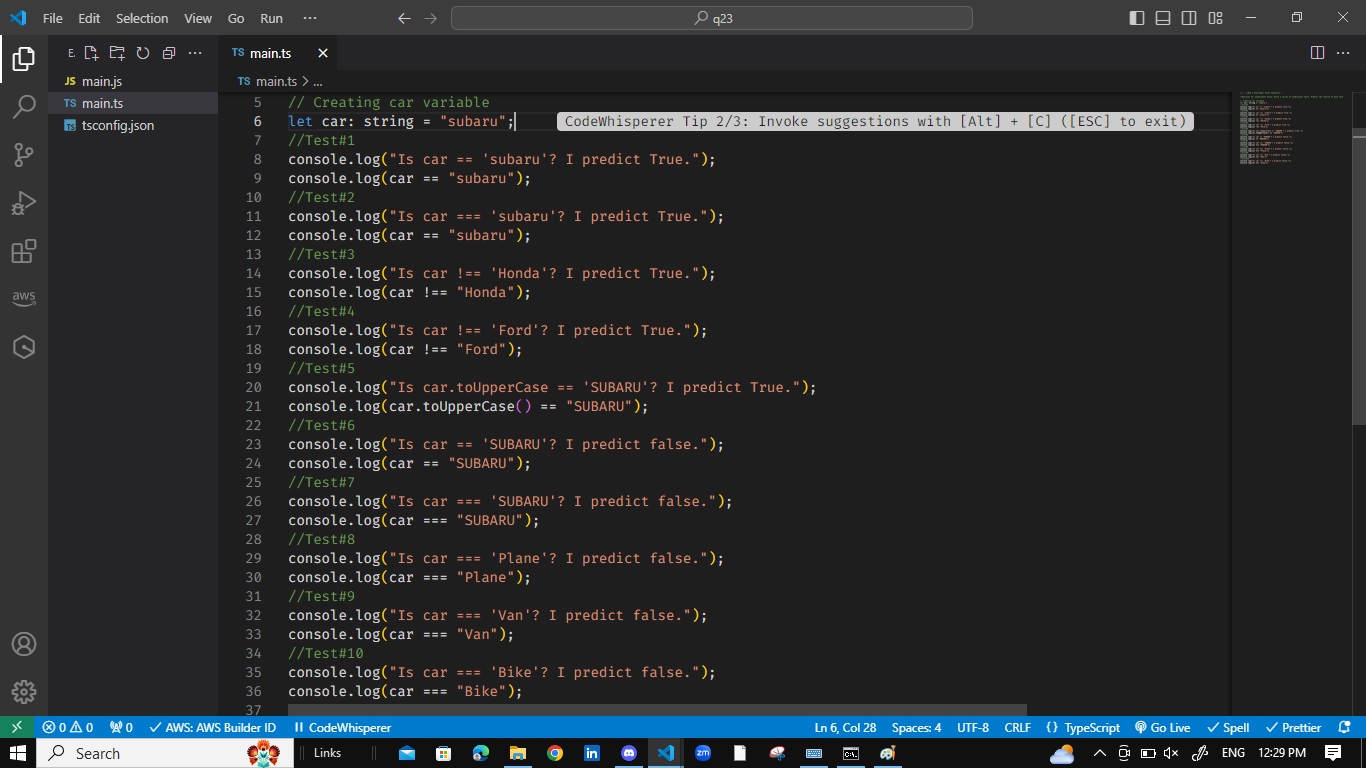 File Edit Selection View Go Run ···
q23
E.
JS main.js
TS main.ts
TS tsconfig.json
TS main.ts
TS main.ts > ...
5 // Creating car variable
6 let car: string = "subaru"; CodeWhisperer Tip 2/3: Invoke suggestions with [Alt] + [C] ([ESC] to exit)
7 //Test#1
8 console.log("Is car == 'subaru'? I predict True.");
9 console.log(car == "subaru");
10 //Test#2
11 console.log("Is car === 'subaru'? I predict True.");
12 console.log(car == "subaru");
13 //Test#3
14 console.log("Is car !== 'Honda'? I predict True.");
15 console.log(car !== "Honda");
16 //Test#4
17 console.log("Is car !== 'Ford'? I predict True.");
18 console.log(car !== "Ford");
19 //Test#5
20 console.log("Is car.toUpperCase == 'SUBARU'? I predict True.");
21 console.log(car.toUpperCase() == "SUBARU");
22 //Test#6
23 console.log("Is car == 'SUBARU'? I predict false.");
24 console.log(car == "SUBARU");
25 //Test#7
26 console.log("Is car === 'SUBARU'? I predict false.");
27 console.log(car === "SUBARU");
28 //Test#8
29 console.log("Is car === 'Plane'? I predict false.");
30 console.log(car === "Plane");
31 //Test#9
32 console.log("Is car === 'Van'? I predict false.");
33 console.log(car === "Van");
34 //Test#10
35 console.log("Is car === 'Bike'? I predict false.");
36 console.log(car === "Bike");
37
aws
0 0 0 AWS: AWS Builder ID CodeWhisperer Ln 6, Col 28 Spaces: 4 UTF-8 CRLF {} TypeScript Go Live Spell Prettier
Search Links in zm ENG 12:29 PM